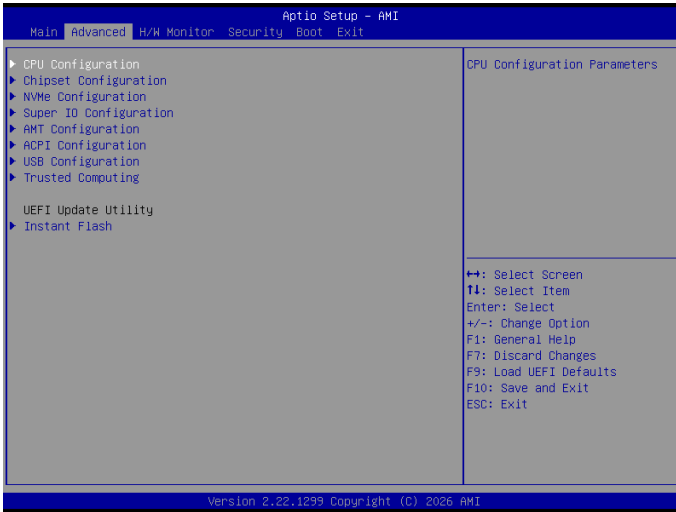 Aptio Setup - AMI
Main Advanced H/W Monitor Security Boot Exit
CPU Configuration
Chipset Configuration
NVMe Configuration
Super IO Configuration
AMT Configuration
ACPI Configuration
USB Configuration
Trusted Computing
UEFI Update Utility
Instant Flash
CPU Configuration Parameters
↔: Select Screen
↑↓: Select Item
Enter: Select
+/-: Change Option
F1: General Help
F7: Discard Changes
F9: Load UEFI Defaults
F10: Save and Exit
ESC: Exit
Version 2.22.1299 Copyright (C) 2026 AMI